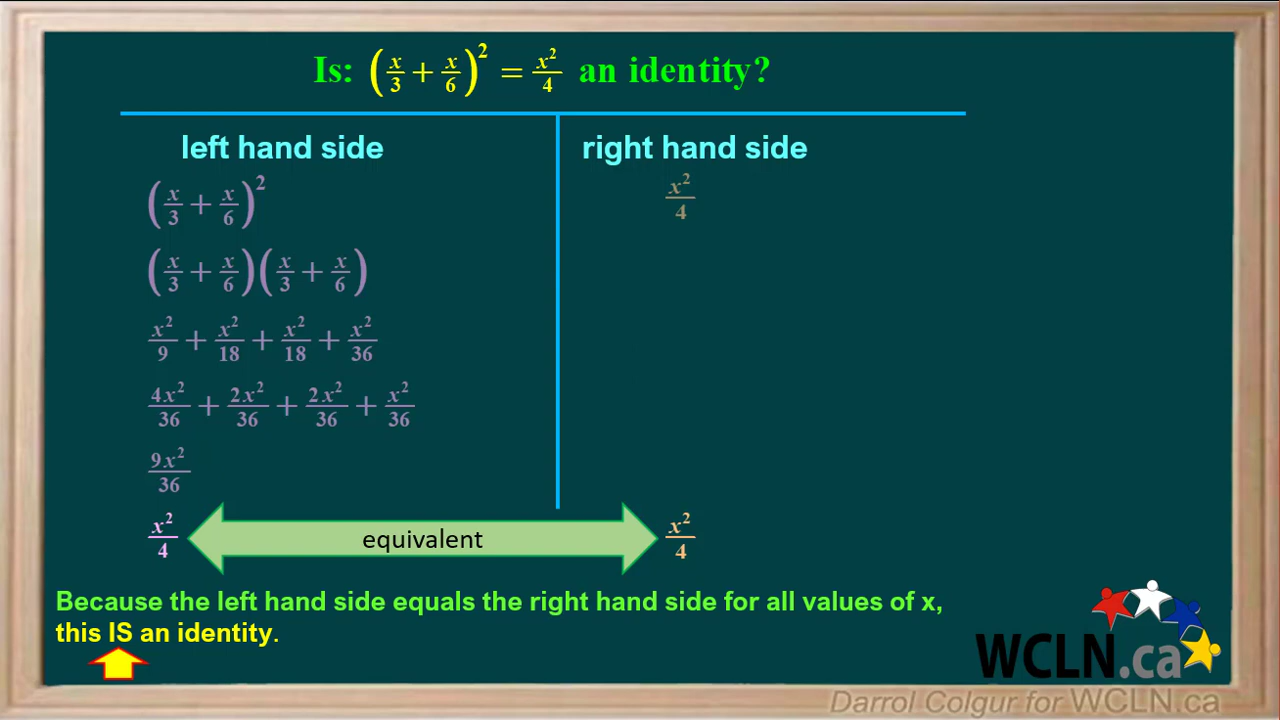 Is: (x/3 + x/6)² = x²/4 an identity?
left hand side
right hand side
(x/3 + x/6)²
x²/4
(x/3 + x/6)(x/3 + x/6)
x²/9 + x²/18 + x²/18 + x²/36
4x²/36 + 2x²/36 + 2x²/36 + x²/36
9x²/36
x²/4
equivalent
x²/4
Because the left hand side equals the right hand side for all values of x,
this IS an identity.
WCLN.ca
Darrol Colgur for WCLN.ca